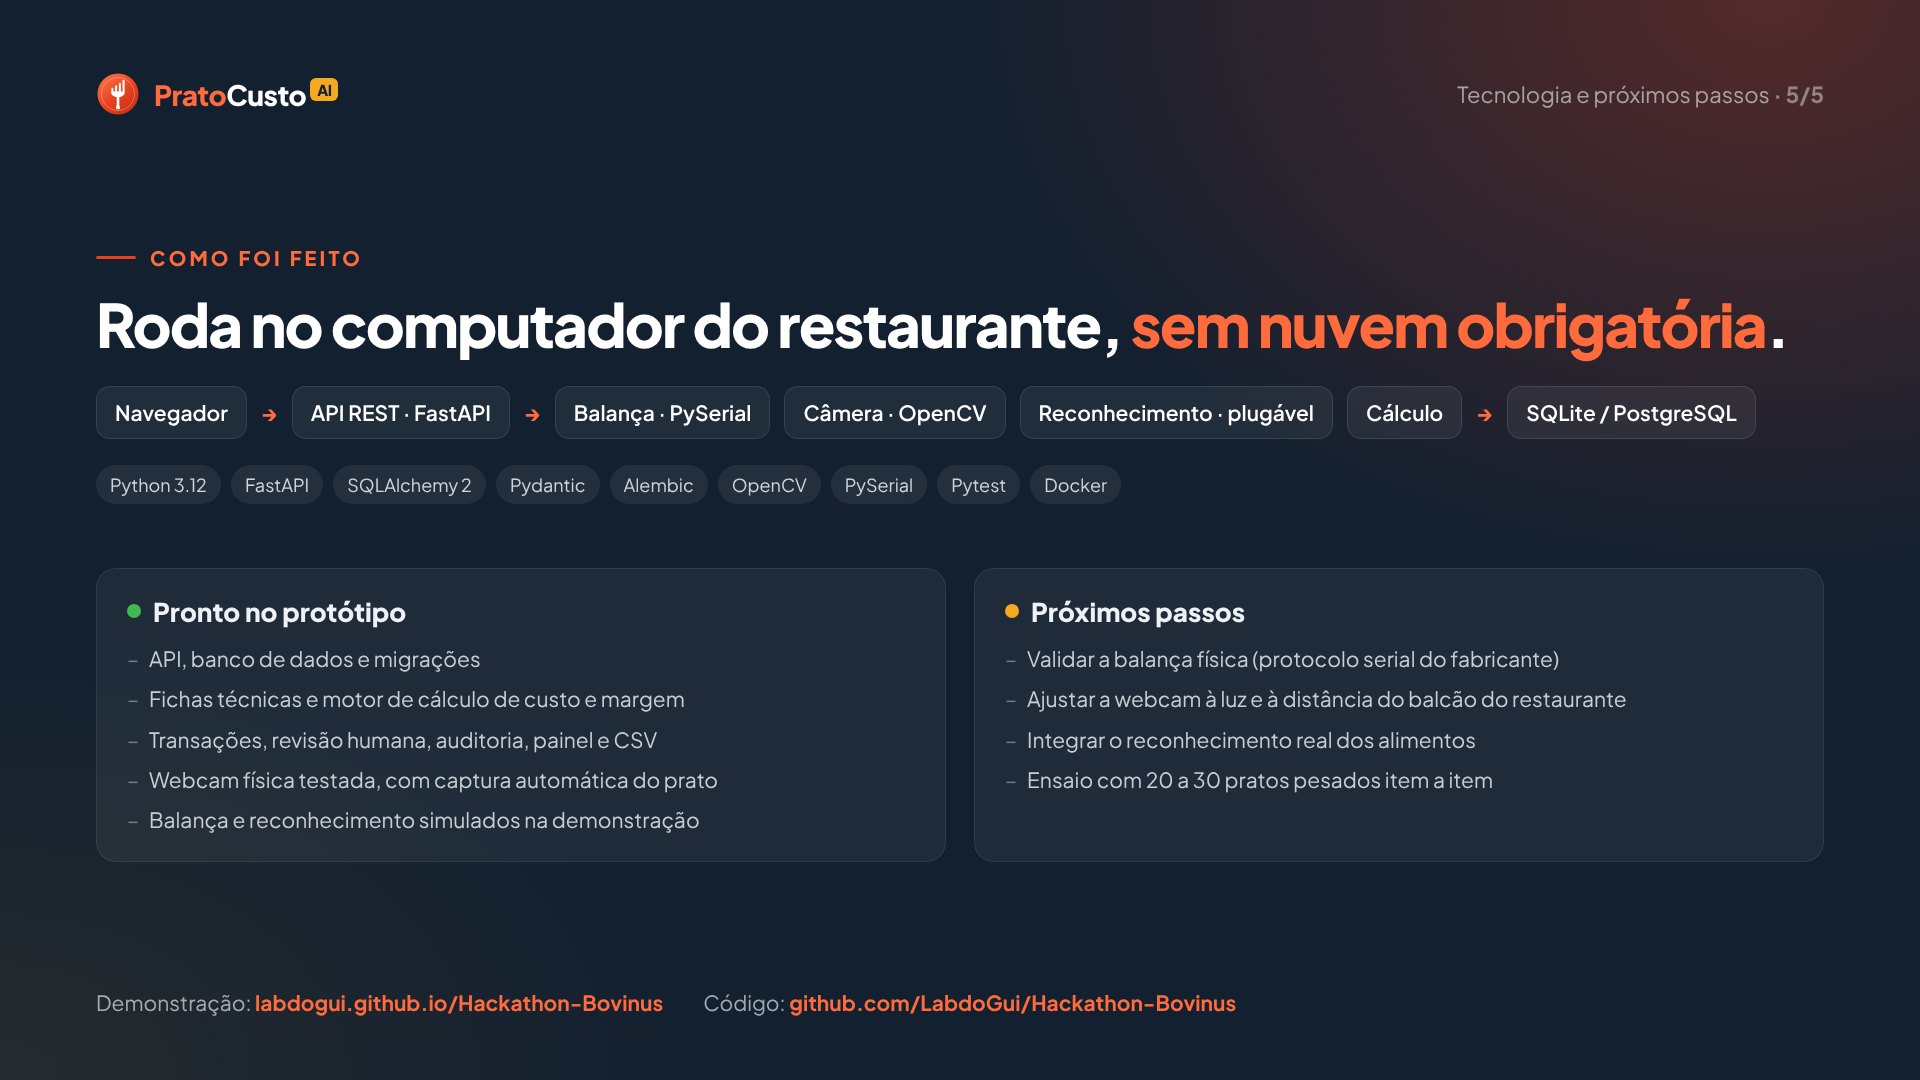 PratoCusto AI
Tecnologia e próximos passos · 5/5
COMO FOI FEITO
Roda no computador do restaurante, sem nuvem obrigatória.
Navegador → API REST · FastAPI → Balança · PySerial Câmera · OpenCV Reconhecimento · plugável Cálculo → SQLite / PostgreSQL
Python 3.12 FastAPI SQLAlchemy 2 Pydantic Alembic OpenCV PySerial Pytest Docker
Pronto no protótipo
– API, banco de dados e migrações
– Fichas técnicas e motor de cálculo de custo e margem
– Transações, revisão humana, auditoria, painel e CSV
– Webcam física testada, com captura automática do prato
– Balança e reconhecimento simulados na demonstração
Próximos passos
– Validar a balança física (protocolo serial do fabricante)
– Ajustar a webcam à luz e à distância do balcão do restaurante
– Integrar o reconhecimento real dos alimentos
– Ensaio com 20 a 30 pratos pesados item a item
Demonstração: labdogui.github.io/Hackathon-Bovinus Código: github.com/LabdoGui/Hackathon-Bovinus